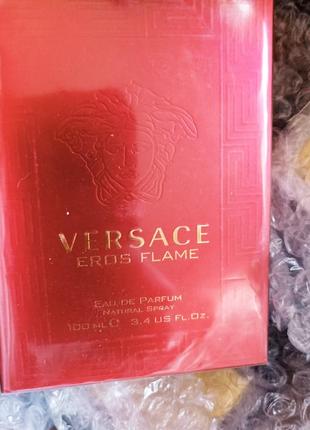 VERSACE
EROS FLAME
EAU DE PARFUM
NATURAL SPRAY
100 ML ℮ 3.4 US FL.OZ.